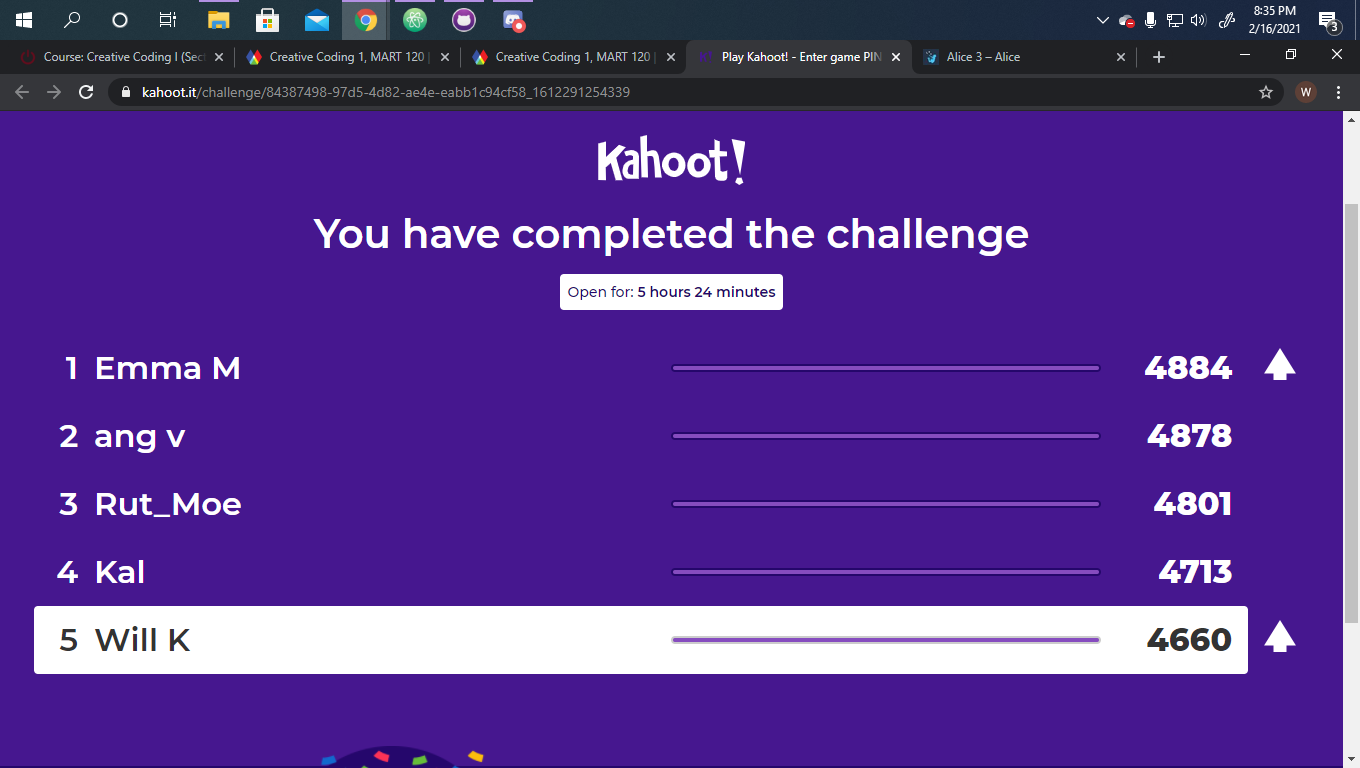 8:35 PM
2/16/2021
3
Course: Creative Coding I (Sect
Creative Coding 1, MART 120 |
Creative Coding 1, MART 120 |
Play Kahoot! - Enter game PIN
Alice 3 – Alice
kahoot.it/challenge/84387498-97d5-4d82-ae4e-eabb1c94cf58_1612291254339
W
Kahoot!
You have completed the challenge
Open for: 5 hours 24 minutes
1 Emma M 4884
2 ang v 4878
3 Rut_Moe 4801
4 Kal 4713
5 Will K 4660